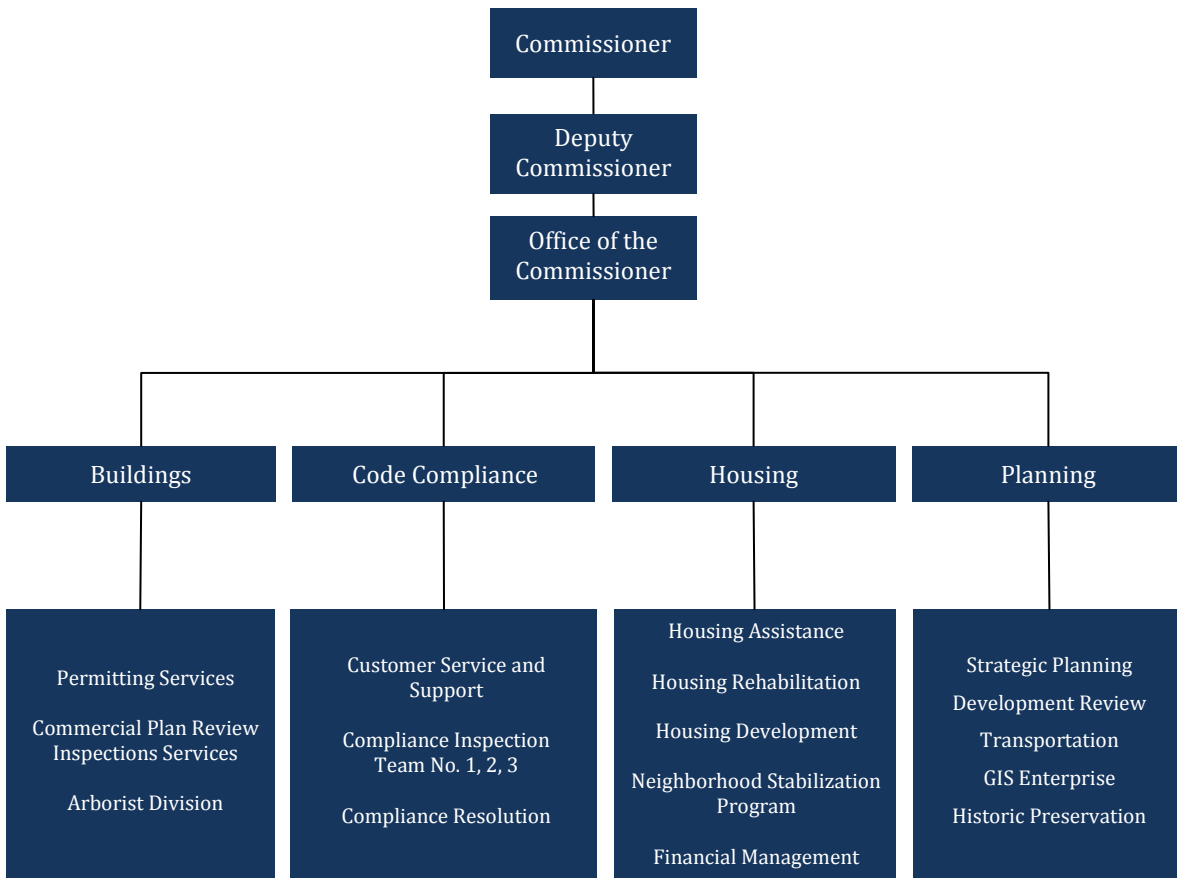 Commissioner
Deputy
Commissioner
Office of the
Commissioner
Buildings
Code Compliance
Housing
Planning
Permitting Services
Commercial Plan Review
Inspections Services
Arborist Division
Customer Service and
Support
Compliance Inspection
Team No. 1, 2, 3
Compliance Resolution
Housing Assistance
Housing Rehabilitation
Housing Development
Neighborhood Stabilization
Program
Financial Management
Strategic Planning
Development Review
Transportation
GIS Enterprise
Historic Preservation